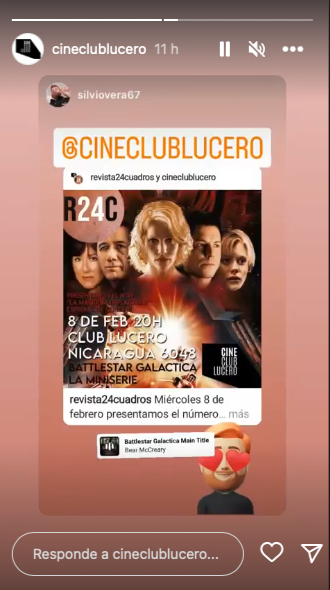 cineclublucero 11 h
silviovera67
@CINECLUBLUCERO
revista24cuadros y cineclublucero
R24C
8 DE FEB 20H
CLUB LUCERO
NICARAGUA 6048
BATTLESTAR GALACTICA
LA MINISERIE
CINE
CLUB
LUCERO
revista24cuadros Miércoles 8 de
febrero presentamos el número... más
Battlestar Galactica Main Title
Bear McCreary
Responde a cineclublucero...